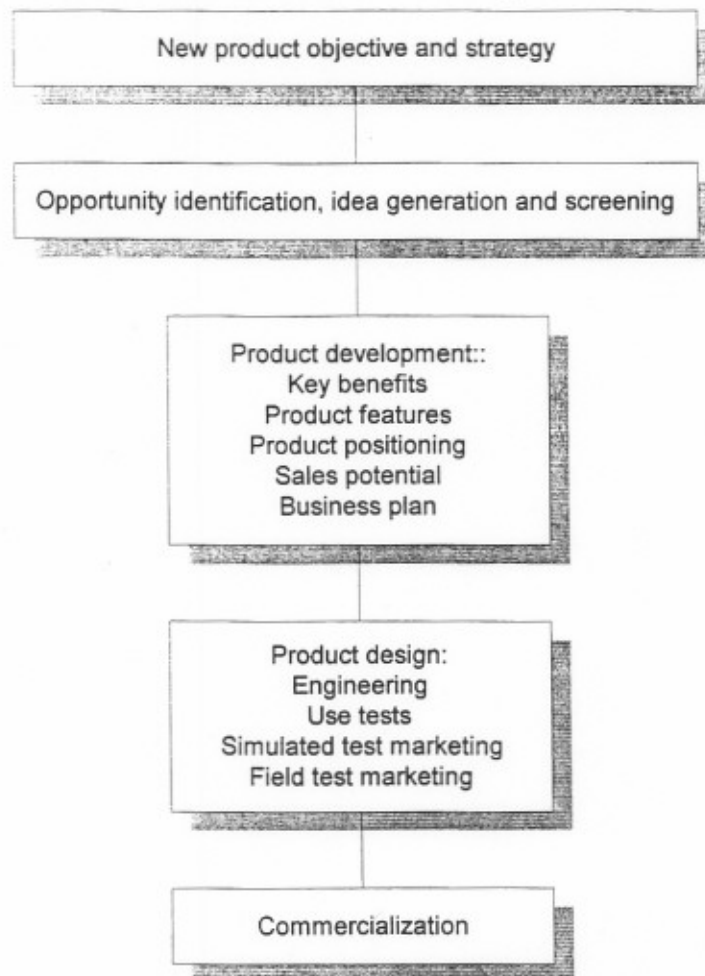 New product objective and strategy
Opportunity identification, idea generation and screening
Product development::
Key benefits
Product features
Product positioning
Sales potential
Business plan
Product design:
Engineering
Use tests
Simulated test marketing
Field test marketing
Commercialization